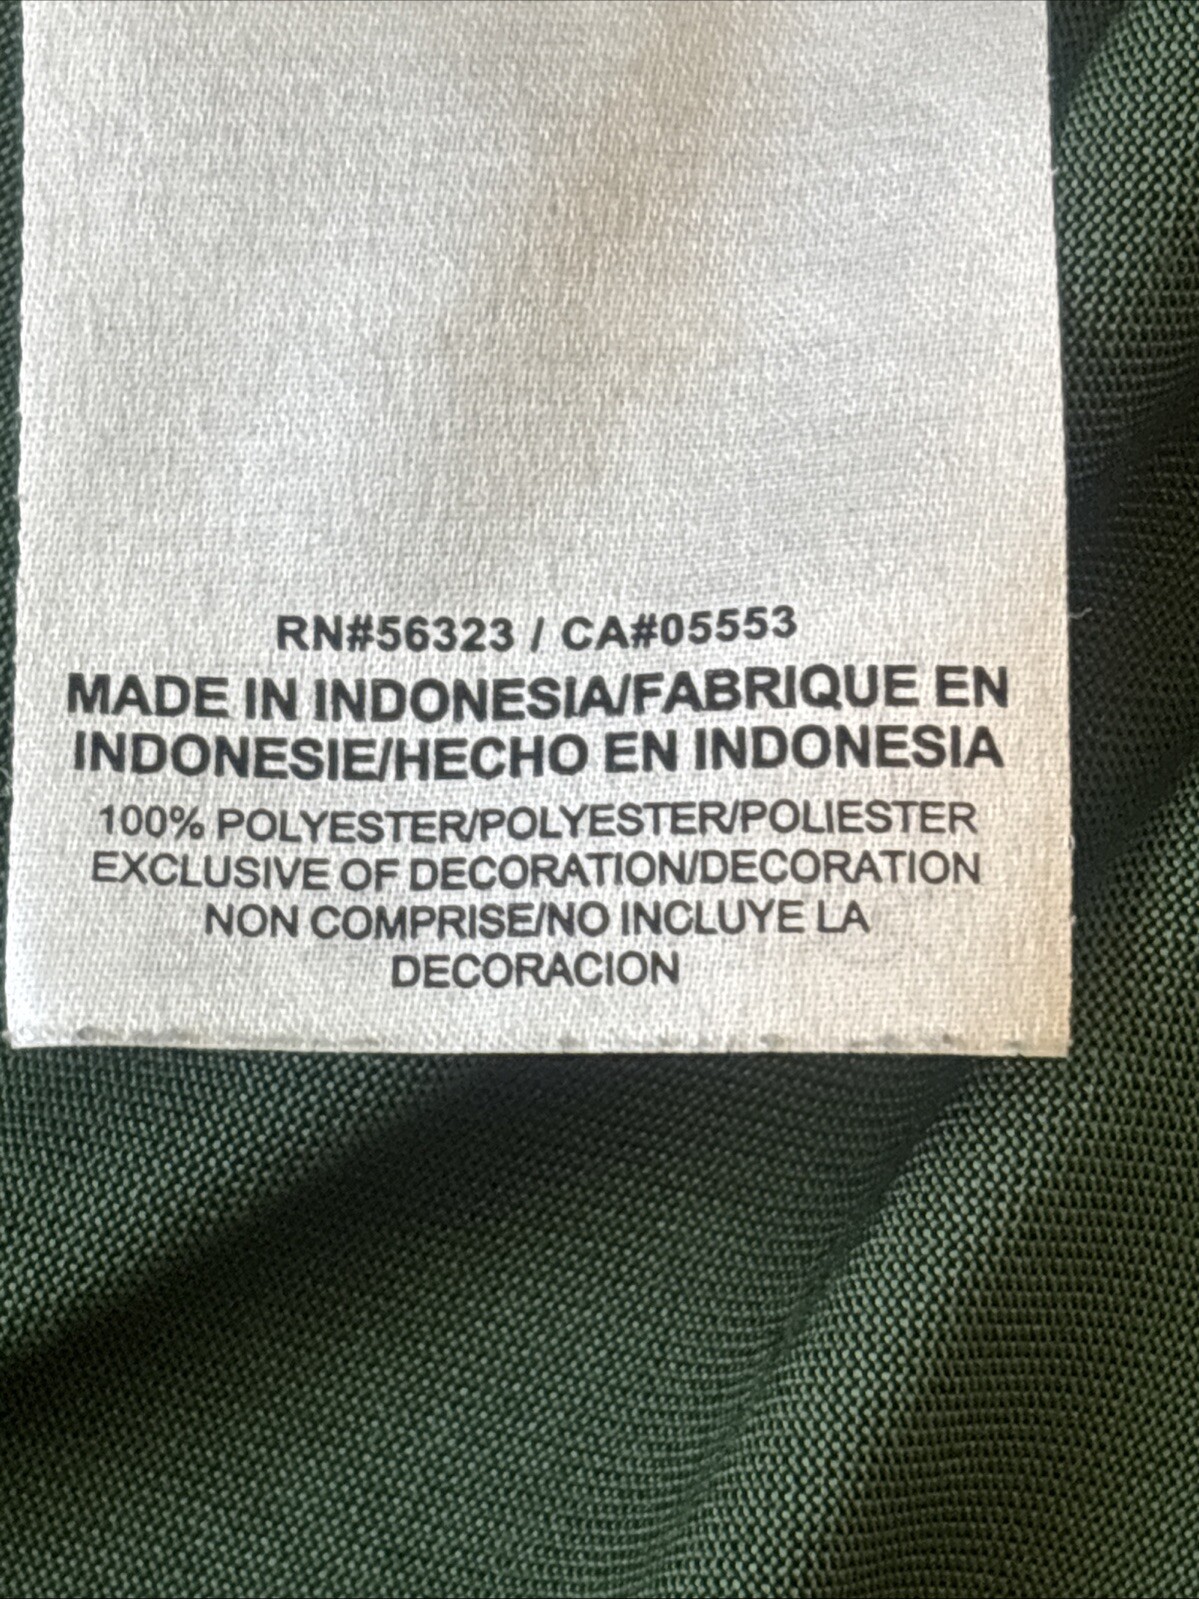 RN#56323 / CA#05553
MADE IN INDONESIA/FABRIQUE EN
INDONESIE/HECHO EN INDONESIA
100% POLYESTER/POLYESTER/POLIESTER
EXCLUSIVE OF DECORATION/DECORATION
NON COMPRISE/NO INCLUYE LA
DECORACION